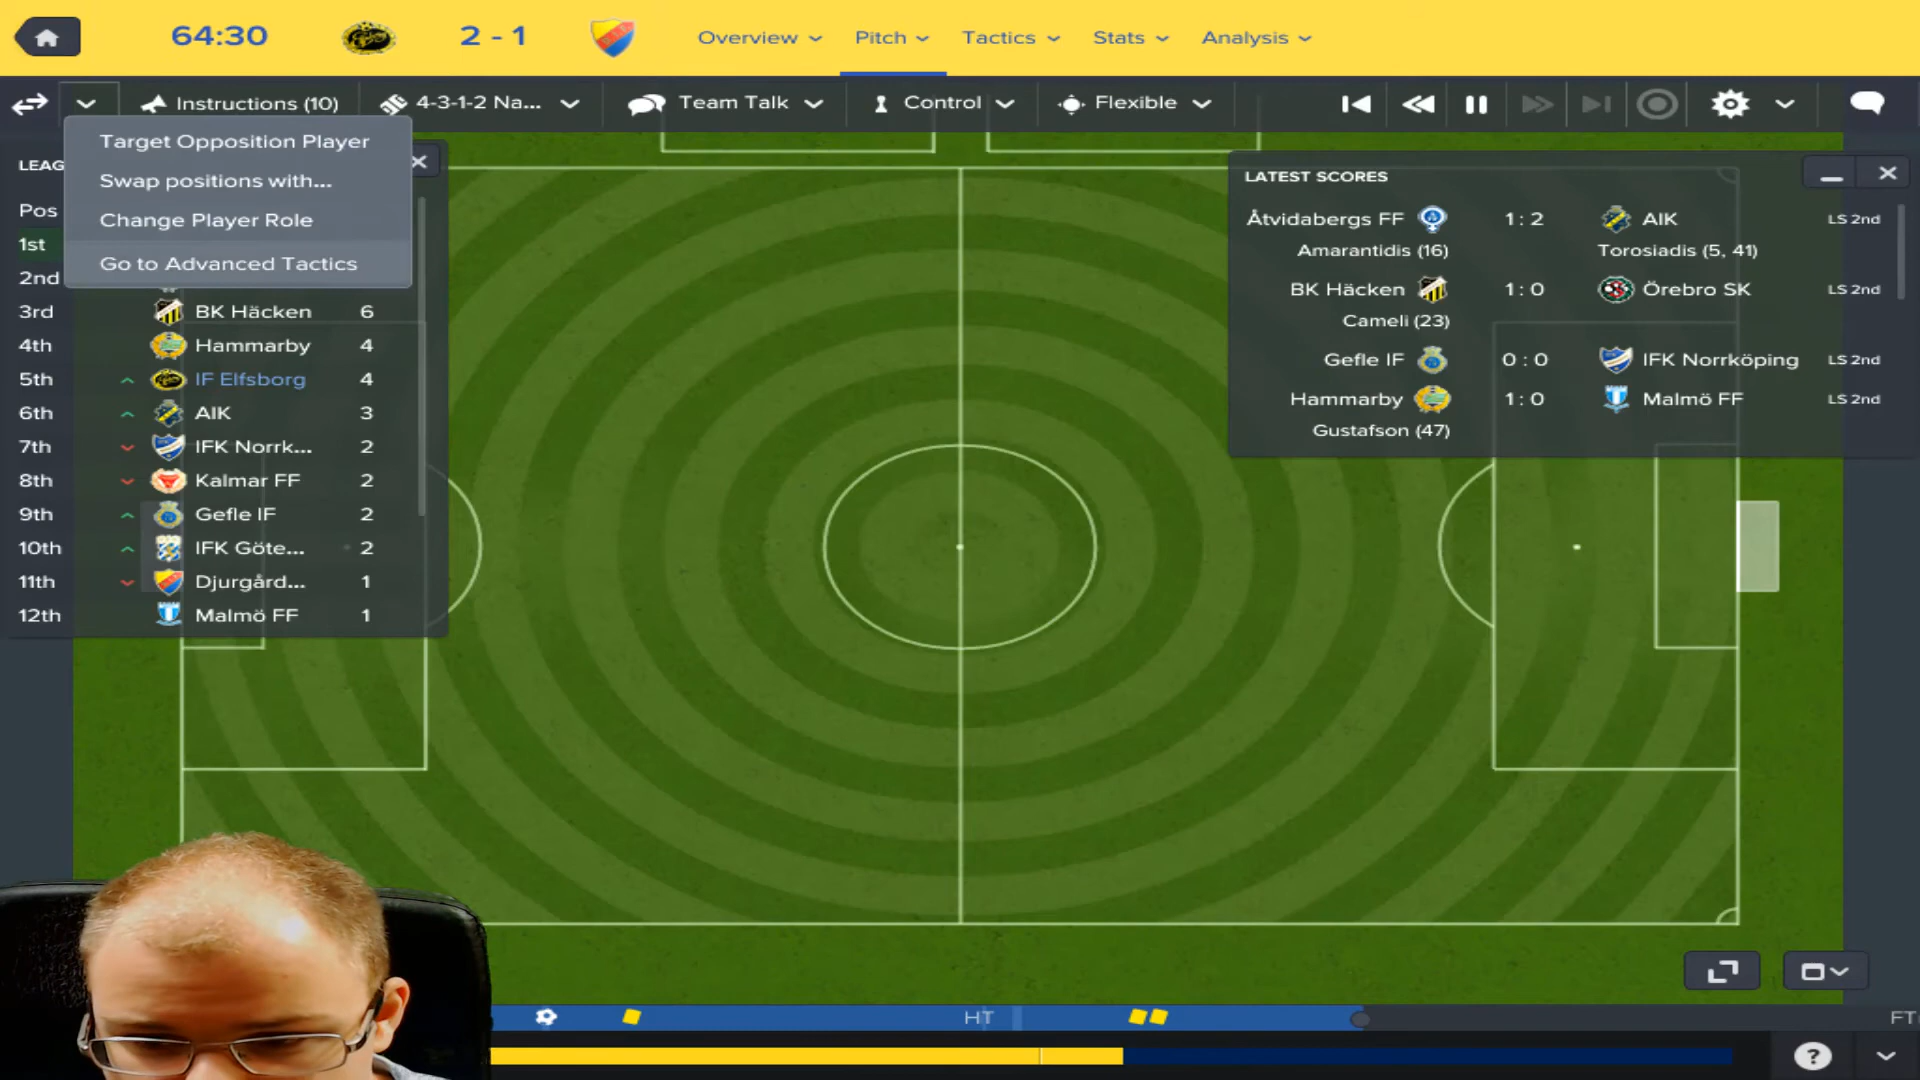 64:30
2 - 1
Overview
Pitch
Tactics
Stats
Analysis
Instructions (10)
4-3-1-2 Na...
Team Talk
Control
Flexible
Target Opposition Player
Swap positions with...
Change Player Role
Go to Advanced Tactics
LEAG
Pos
1st
2nd
3rd BK Häcken 6
4th Hammarby 4
5th IF Elfsborg 4
6th AIK 3
7th IFK Norrk... 2
8th Kalmar FF 2
9th Gefle IF 2
10th IFK Göte... 2
11th Djurgård... 1
12th Malmö FF 1
LATEST SCORES
Åtvidabergs FF 1 : 2 AIK LS 2nd
Amarantidis (16) Torosiadis (5, 41)
BK Häcken 1 : 0 Örebro SK LS 2nd
Cameli (23)
Gefle IF 0 : 0 IFK Norrköping LS 2nd
Hammarby 1 : 0 Malmö FF LS 2nd
Gustafson (47)
HT
FT
?